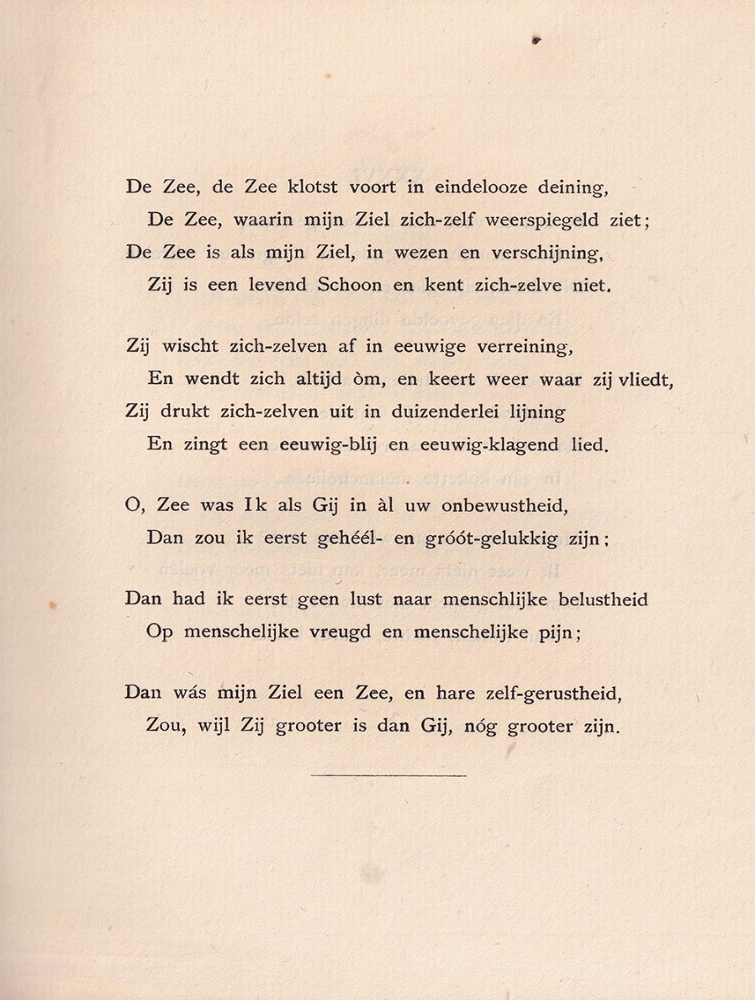 De Zee, de Zee klotst voort in eindelooze deining,
De Zee, waarin mijn Ziel zich-zelf weerspiegeld ziet;
De Zee is als mijn Ziel, in wezen en verschijning,
Zij is een levend Schoon en kent zich-zelve niet.
Zij wischt zich-zelven af in eeuwige verreining,
En wendt zich altijd òm, en keert weer waar zij vliedt,
Zij drukt zich-zelven uit in duizenderlei lijning
En zingt een eeuwig-blij en eeuwig-klagend lied.
O, Zee was Ik als Gij in àl uw onbewustheid,
Dan zou ik eerst gehéél- en gróót-gelukkig zijn;
Dan had ik eerst geen lust naar menschlijke belustheid
Op menschelijke vreugd en menschelijke pijn;
Dan wás mijn Ziel een Zee, en hare zelf-gerustheid,
Zou, wijl Zij grooter is dan Gij, nóg grooter zijn.